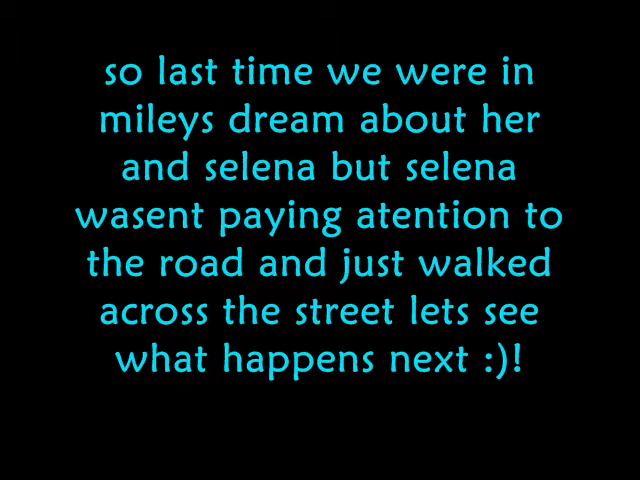 so last time we were in
mileys dream about her
and selena but selena
wasent paying atention to
the road and just walked
across the street lets see
what happens next :)!